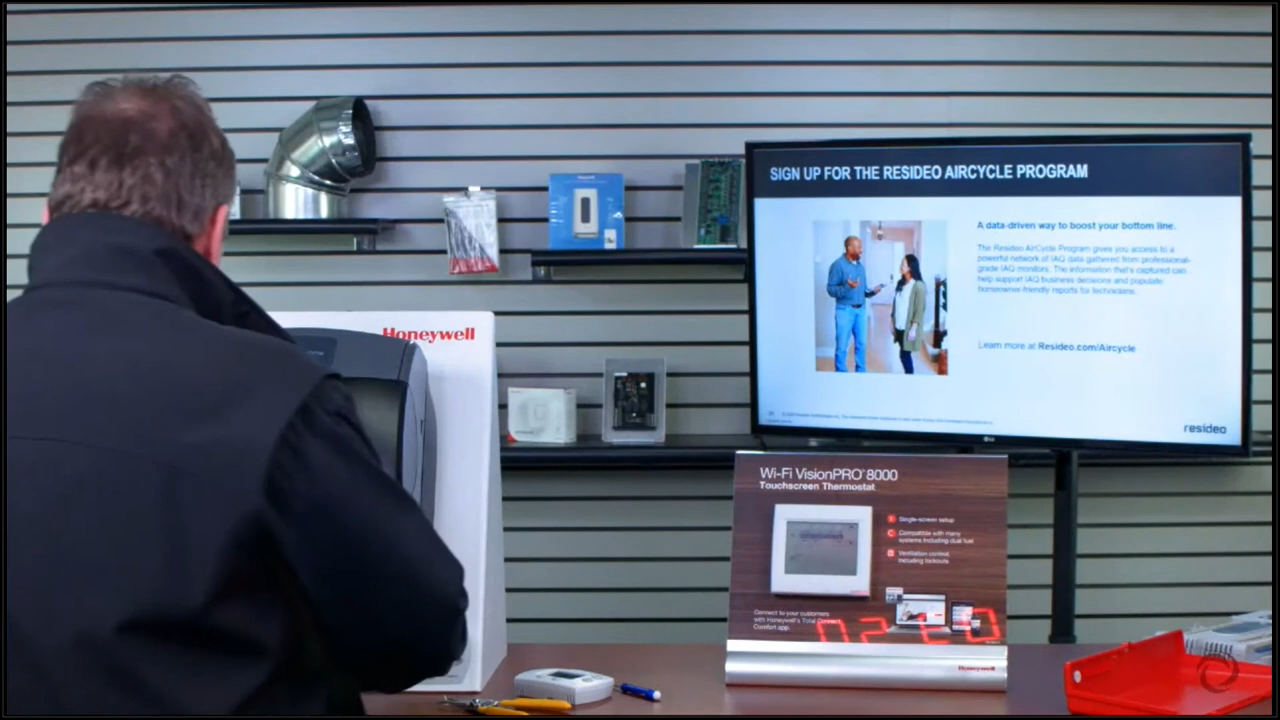 SIGN UP FOR THE RESIDEO AIRCYCLE PROGRAM
A data-driven way to boost your bottom line.
The Resideo AirCycle Program gives you access to a
powerful network of IAQ data gathered from professional-
grade IAQ monitors. The information that's captured can
help support IAQ business decisions and populate
homeowner-friendly reports for technicians.
Learn more at Resideo.com/Aircycle
resideo
LG
Honeywell
Wi-Fi VisionPRO® 8000
Touchscreen Thermostat
Single-screen setup
Compatible with many
systems including dual fuel
Ventilation control,
including lockouts
Connect to your customers
with Honeywell's Total Connect
Comfort app.
Honeywell